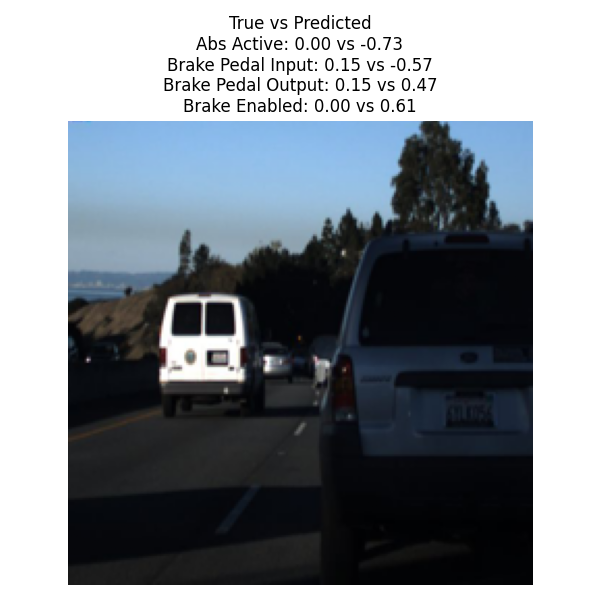 True vs Predicted
Abs Active: 0.00 vs -0.73
Brake Pedal Input: 0.15 vs -0.57
Brake Pedal Output: 0.15 vs 0.47
Brake Enabled: 0.00 vs 0.61